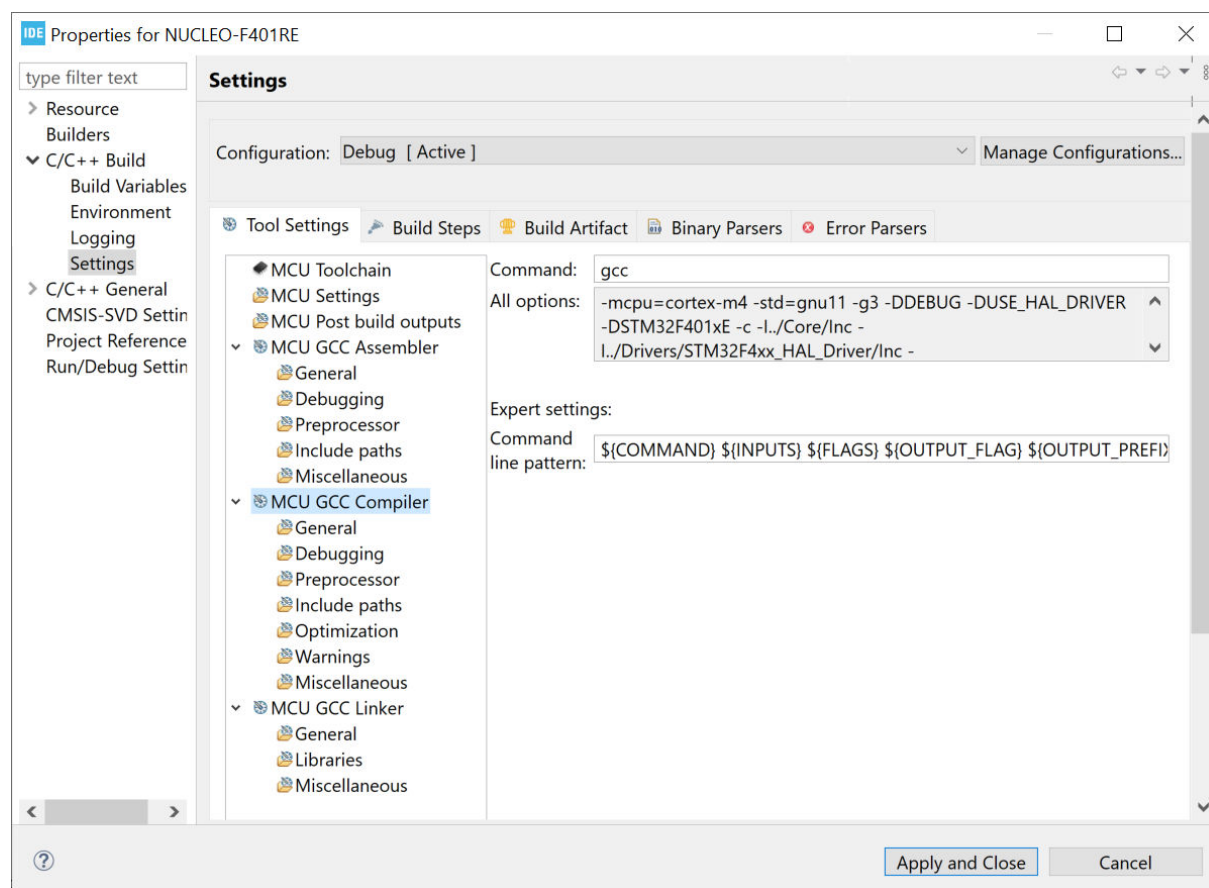 IDE Properties for NUCLEO-F401RE
type filter text
Resource
Builders
C/C++ Build
Build Variables
Environment
Logging
Settings
C/C++ General
CMSIS-SVD Settin
Project Reference
Run/Debug Settin
Settings
Configuration: Debug [ Active ]
Manage Configurations...
Tool Settings
Build Steps
Build Artifact
Binary Parsers
Error Parsers
MCU Toolchain
MCU Settings
MCU Post build outputs
MCU GCC Assembler
General
Debugging
Preprocessor
Include paths
Miscellaneous
MCU GCC Compiler
General
Debugging
Preprocessor
Include paths
Optimization
Warnings
Miscellaneous
MCU GCC Linker
General
Libraries
Miscellaneous
Command: gcc
All options: -mcpu=cortex-m4 -std=gnu11 -g3 -DDEBUG -DUSE_HAL_DRIVER
-DSTM32F401xE -c -I../Core/Inc -
I../Drivers/STM32F4xx_HAL_Driver/Inc -
Expert settings:
Command
line pattern: ${COMMAND} ${INPUTS} ${FLAGS} ${OUTPUT_FLAG} ${OUTPUT_PREFIX
Apply and Close
Cancel